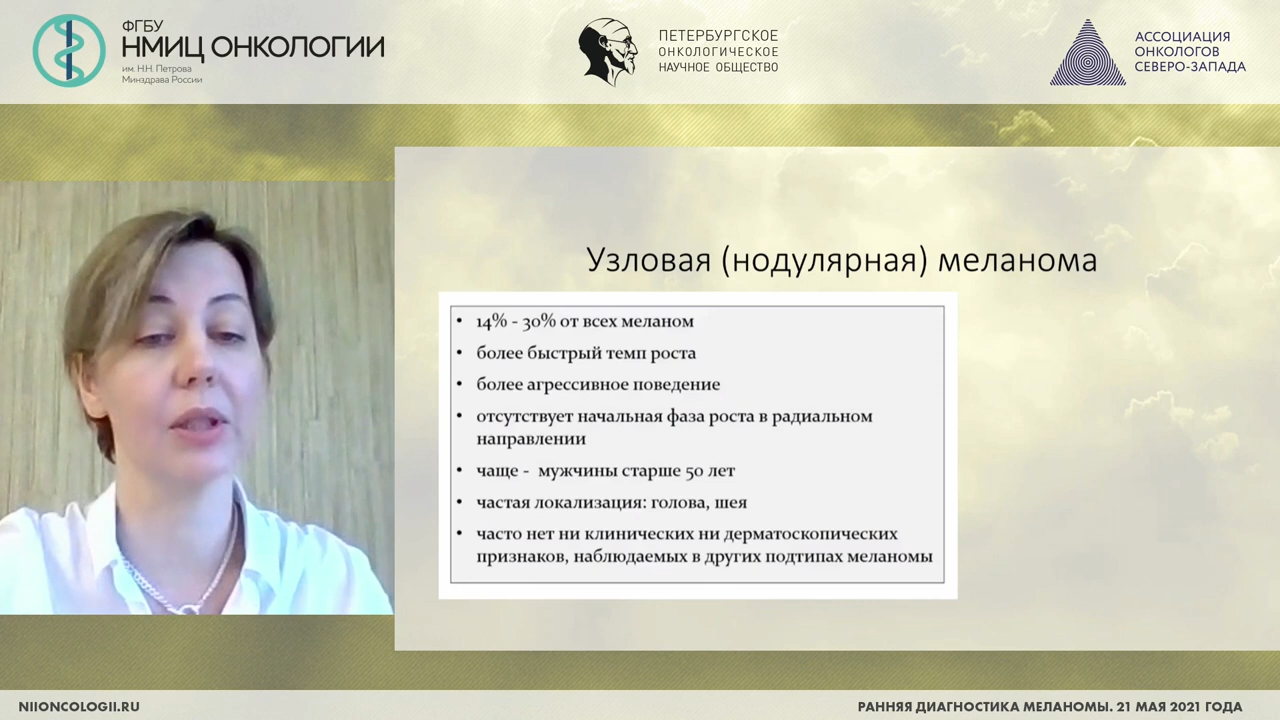 ФГБУ
НМИЦ ОНКОЛОГИИ
им. Н.Н. Петрова
Минздрава России
ПЕТЕРБУРГСКОЕ
ОНКОЛОГИЧЕСКОЕ
НАУЧНОЕ ОБЩЕСТВО
АССОЦИАЦИЯ
ОНКОЛОГОВ
СЕВЕРО-ЗАПАДА
Узловая (нодулярная) меланома
• 14% - 30% от всех меланом
• более быстрый темп роста
• более агрессивное поведение
• отсутствует начальная фаза роста в радиальном
направлении
• чаще - мужчины старше 50 лет
• частая локализация: голова, шея
• часто нет ни клинических ни дерматоскопических
признаков, наблюдаемых в других подтипах меланомы
NIIONCOLOGII.RU
РАННЯЯ ДИАГНОСТИКА МЕЛАНОМЫ. 21 МАЯ 2021 ГОДА